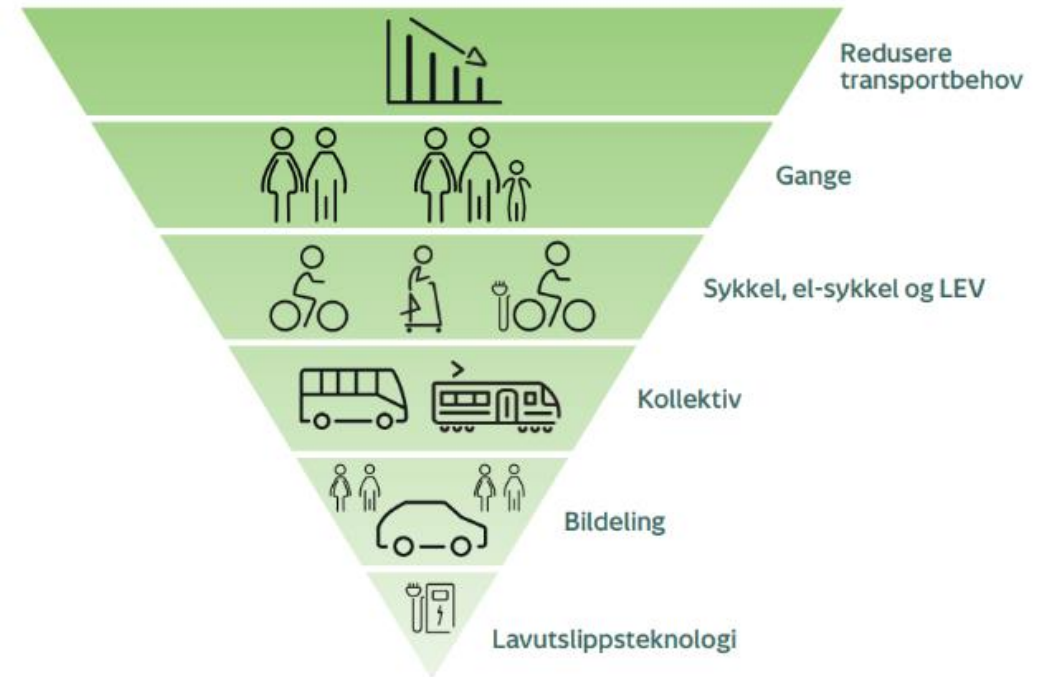 Redusere
transportbehov
Gange
Sykkel, el-sykkel og LEV
Kollektiv
Bildeling
Lavutslippsteknologi